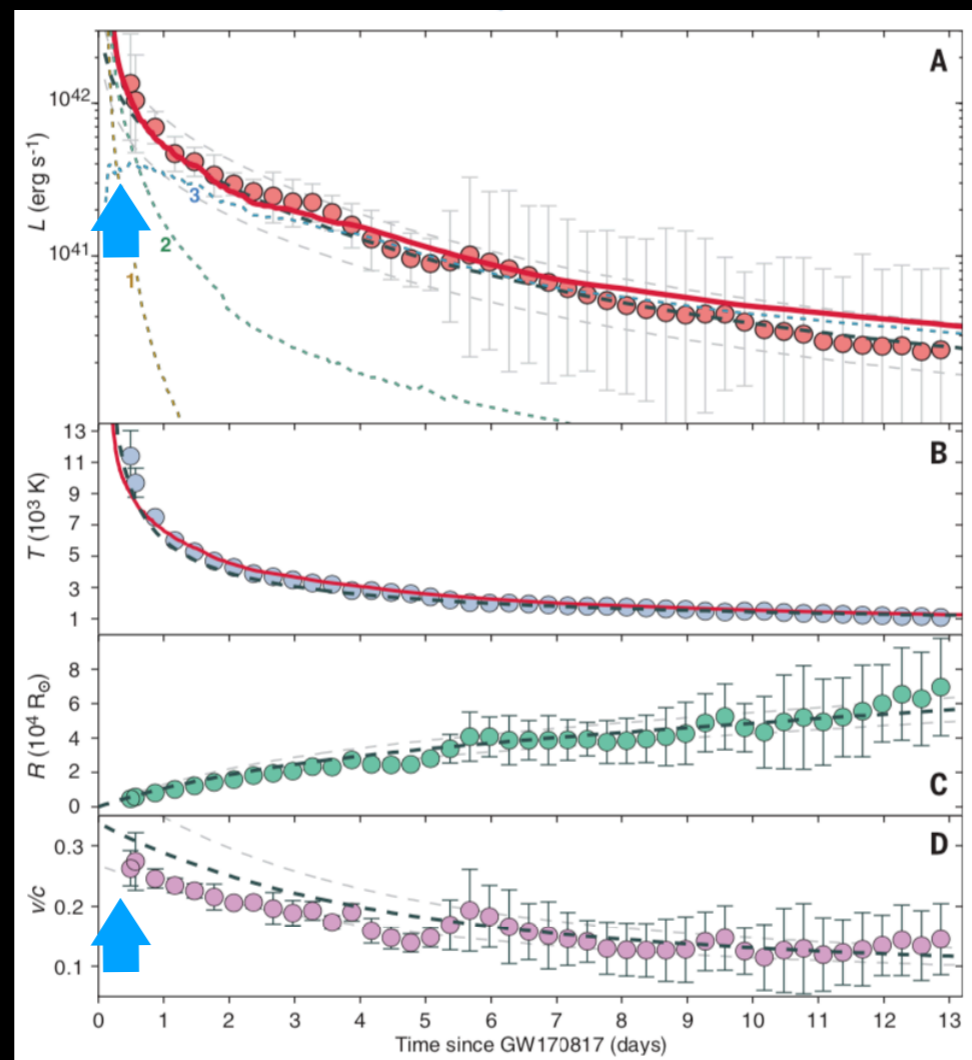 A
L (erg s⁻¹)
10⁴²
10⁴¹
3
2
1
B
T (10³ K)
13
11
9
7
5
3
1
C
R (10⁴ R☉)
8
6
4
2
0
D
v/c
0.3
0.2
0.1
0 1 2 3 4 5 6 7 8 9 10 11 12 13
Time since GW170817 (days)